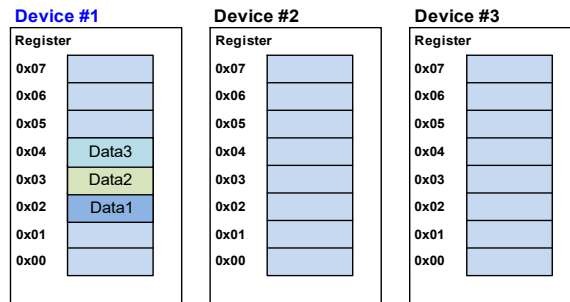 Device #1
Register
0x07
0x06
0x05
0x04 Data3
0x03 Data2
0x02 Data1
0x01
0x00
Device #2
Register
0x07
0x06
0x05
0x04
0x03
0x02
0x01
0x00
Device #3
Register
0x07
0x06
0x05
0x04
0x03
0x02
0x01
0x00